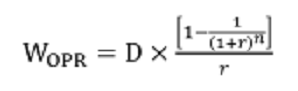 W_OPR = D × [1 − 1/(1+r)^n] / r